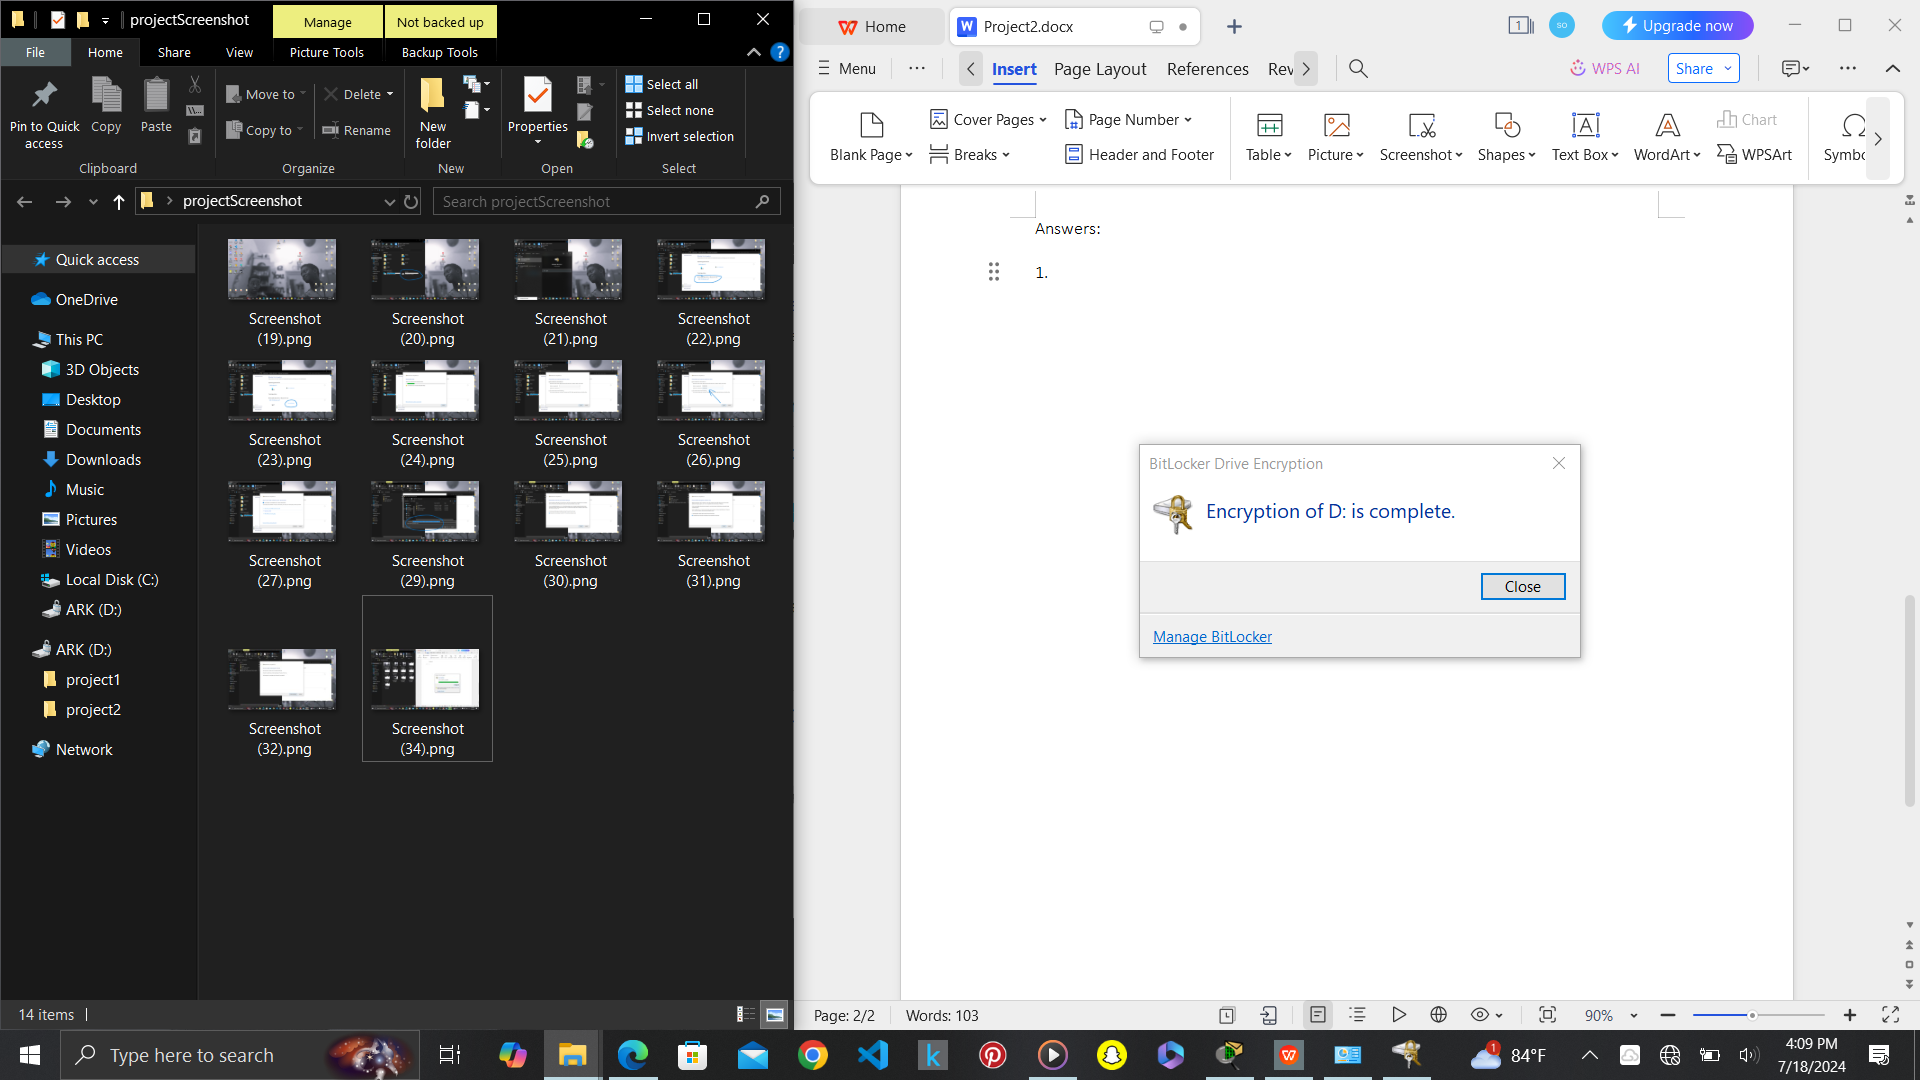 projectScreenshot
Manage
Not backed up
File
Home
Share
View
Picture Tools
Backup Tools
Pin to Quick access
Copy
Paste
Move to
Copy to
Delete
Rename
New folder
Properties
Select all
Select none
Invert selection
Clipboard
Organize
New
Open
Select
projectScreenshot
Search projectScreenshot
Quick access
OneDrive
This PC
3D Objects
Desktop
Documents
Downloads
Music
Pictures
Videos
Local Disk (C:)
ARK (D:)
ARK (D:)
project1
project2
Network
Screenshot (19).png
Screenshot (20).png
Screenshot (21).png
Screenshot (22).png
Screenshot (23).png
Screenshot (24).png
Screenshot (25).png
Screenshot (26).png
Screenshot (27).png
Screenshot (29).png
Screenshot (30).png
Screenshot (31).png
Screenshot (32).png
Screenshot (34).png
14 items
Home
Project2.docx
1
SO
Upgrade now
Menu
Insert
Page Layout
References
Rev
WPS AI
Share
Blank Page
Cover Pages
Breaks
Page Number
Header and Footer
Table
Picture
Screenshot
Shapes
Text Box
WordArt
Chart
WPSArt
Symbo
Answers:
1.
BitLocker Drive Encryption
Encryption of D: is complete.
Close
Manage BitLocker
Page: 2/2
Words: 103
90%
Type here to search
1
84°F
4:09 PM
7/18/2024